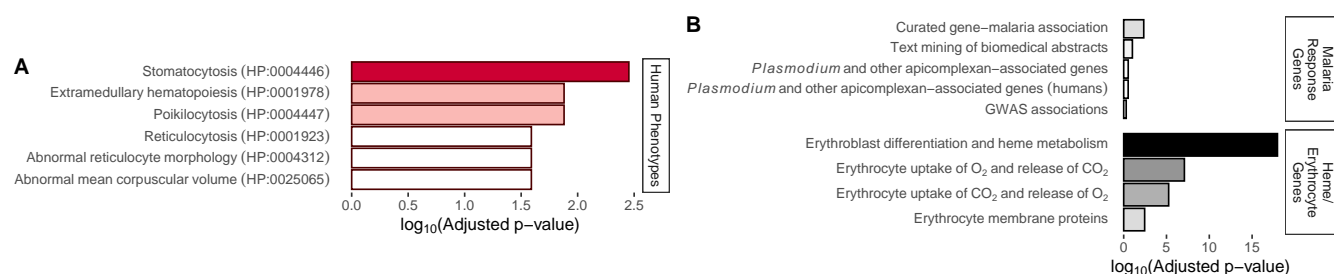 A
Stomatocytosis (HP:0004446)
Extramedullary hematopoiesis (HP:0001978)
Poikilocytosis (HP:0004447)
Reticulocytosis (HP:0001923)
Abnormal reticulocyte morphology (HP:0004312)
Abnormal mean corpuscular volume (HP:0025065)
0.0 0.5 1.0 1.5 2.0 2.5
log₁₀(Adjusted p−value)
Human Phenotypes
B
Curated gene−malaria association
Text mining of biomedical abstracts
Plasmodium and other apicomplexan−associated genes
Plasmodium and other apicomplexan−associated genes (humans)
GWAS associations
Malaria
Response
Genes
Erythroblast differentiation and heme metabolism
Erythrocyte uptake of O₂ and release of CO₂
Erythrocyte uptake of CO₂ and release of O₂
Erythrocyte membrane proteins
Heme/
Erythrocyte
Genes
0 5 10 15
log₁₀(Adjusted p−value)